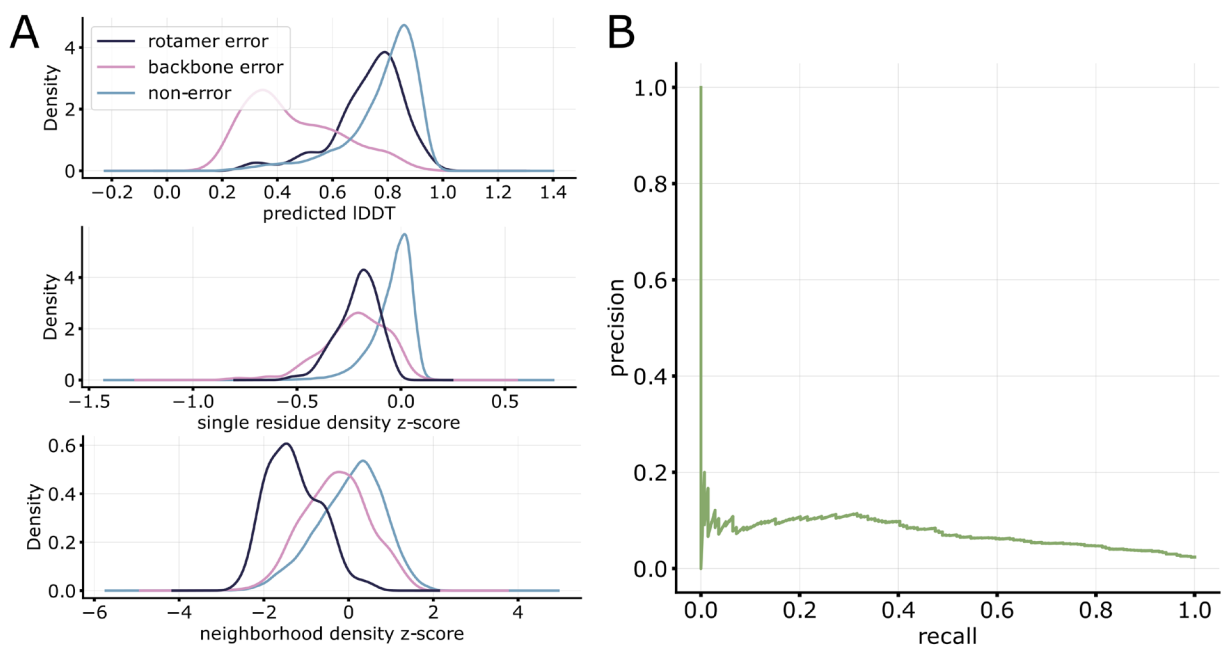 A
rotamer error
backbone error
non-error
Density
4
2
0
−0.2 0.0 0.2 0.4 0.6 0.8 1.0 1.2 1.4
predicted lDDT
Density
4
2
0
−1.5 −1.0 −0.5 0.0 0.5
single residue density z-score
Density
0.6
0.4
0.2
0.0
−6 −4 −2 0 2 4
neighborhood density z-score
B
precision
1.0
0.8
0.6
0.4
0.2
0.0
0.0 0.2 0.4 0.6 0.8 1.0
recall